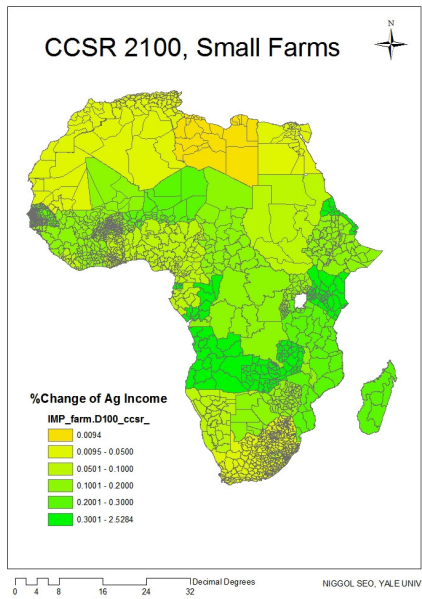 N
CCSR 2100, Small Farms
%Change of Ag Income
IMP_farm.D100_ccsr_
0.0094
0.0095 - 0.0500
0.0501 - 0.1000
0.1001 - 0.2000
0.2001 - 0.3000
0.3001 - 2.5284
0 4 8 16 24 32 Decimal Degrees
NIGGOL SEO, YALE UNIV